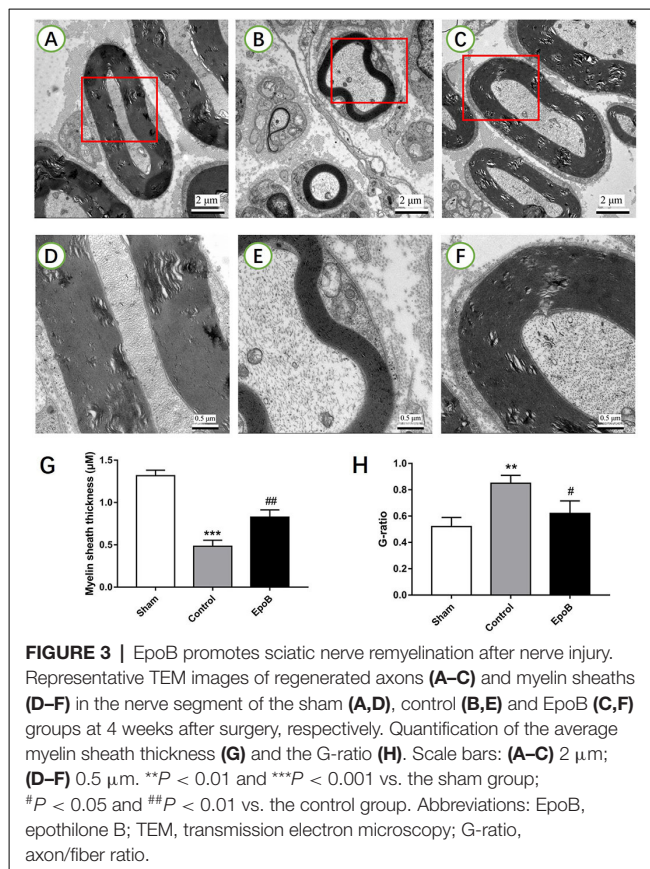 A
B
C
2 μm
2 μm
2 μm
D
E
F
0.5 μm
0.5 μm
0.5 μm
G
H
Myelin sheath thickness (μM)
1.5
1.0
0.5
0.0
***
##
Sham
Control
EpoB
G-ratio
1.0
0.8
0.6
0.4
0.2
0.0
**
#
Sham
Control
EpoB
FIGURE 3 | EpoB promotes sciatic nerve remyelination after nerve injury.
Representative TEM images of regenerated axons (A–C) and myelin sheaths
(D–F) in the nerve segment of the sham (A,D), control (B,E) and EpoB (C,F)
groups at 4 weeks after surgery, respectively. Quantification of the average
myelin sheath thickness (G) and the G-ratio (H). Scale bars: (A–C) 2 μm;
(D–F) 0.5 μm. **P < 0.01 and ***P < 0.001 vs. the sham group;
#P < 0.05 and ##P < 0.01 vs. the control group. Abbreviations: EpoB,
epothilone B; TEM, transmission electron microscopy; G-ratio,
axon/fiber ratio.